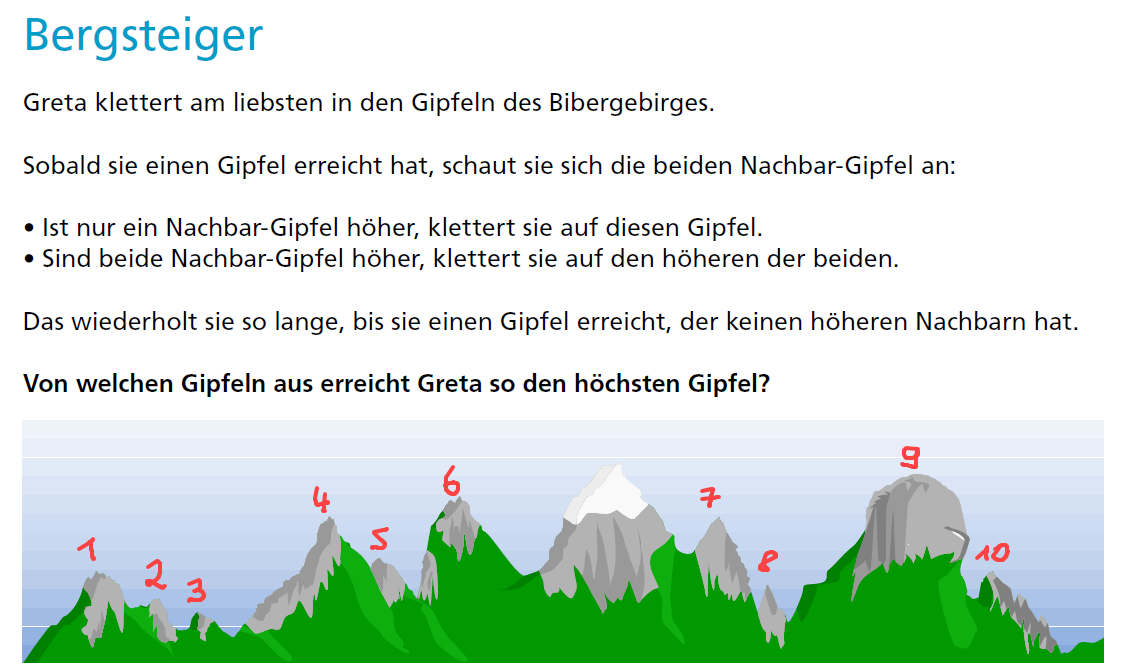 Bergsteiger
Greta klettert am liebsten in den Gipfeln des Bibergebirges.
Sobald sie einen Gipfel erreicht hat, schaut sie sich die beiden Nachbar-Gipfel an:
• Ist nur ein Nachbar-Gipfel höher, klettert sie auf diesen Gipfel.
• Sind beide Nachbar-Gipfel höher, klettert sie auf den höheren der beiden.
Das wiederholt sie so lange, bis sie einen Gipfel erreicht, der keinen höheren Nachbarn hat.
Von welchen Gipfeln aus erreicht Greta so den höchsten Gipfel?
1 2 3 4 5 6 7 8 9 10